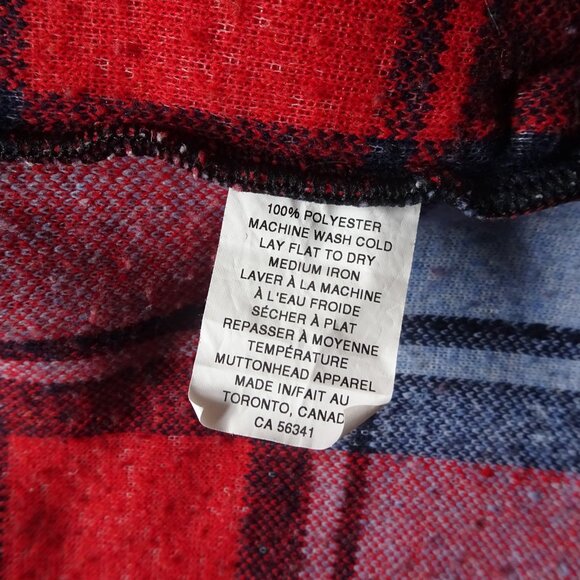 100% POLYESTER
MACHINE WASH COLD
LAY FLAT TO DRY
MEDIUM IRON
LAVER À LA MACHINE
À L'EAU FROIDE
SÉCHER À PLAT
REPASSER À MOYENNE
TEMPÉRATURE
MUTTONHEAD APPAREL
MADE IN/FAIT AU
TORONTO, CANAD
CA 56341